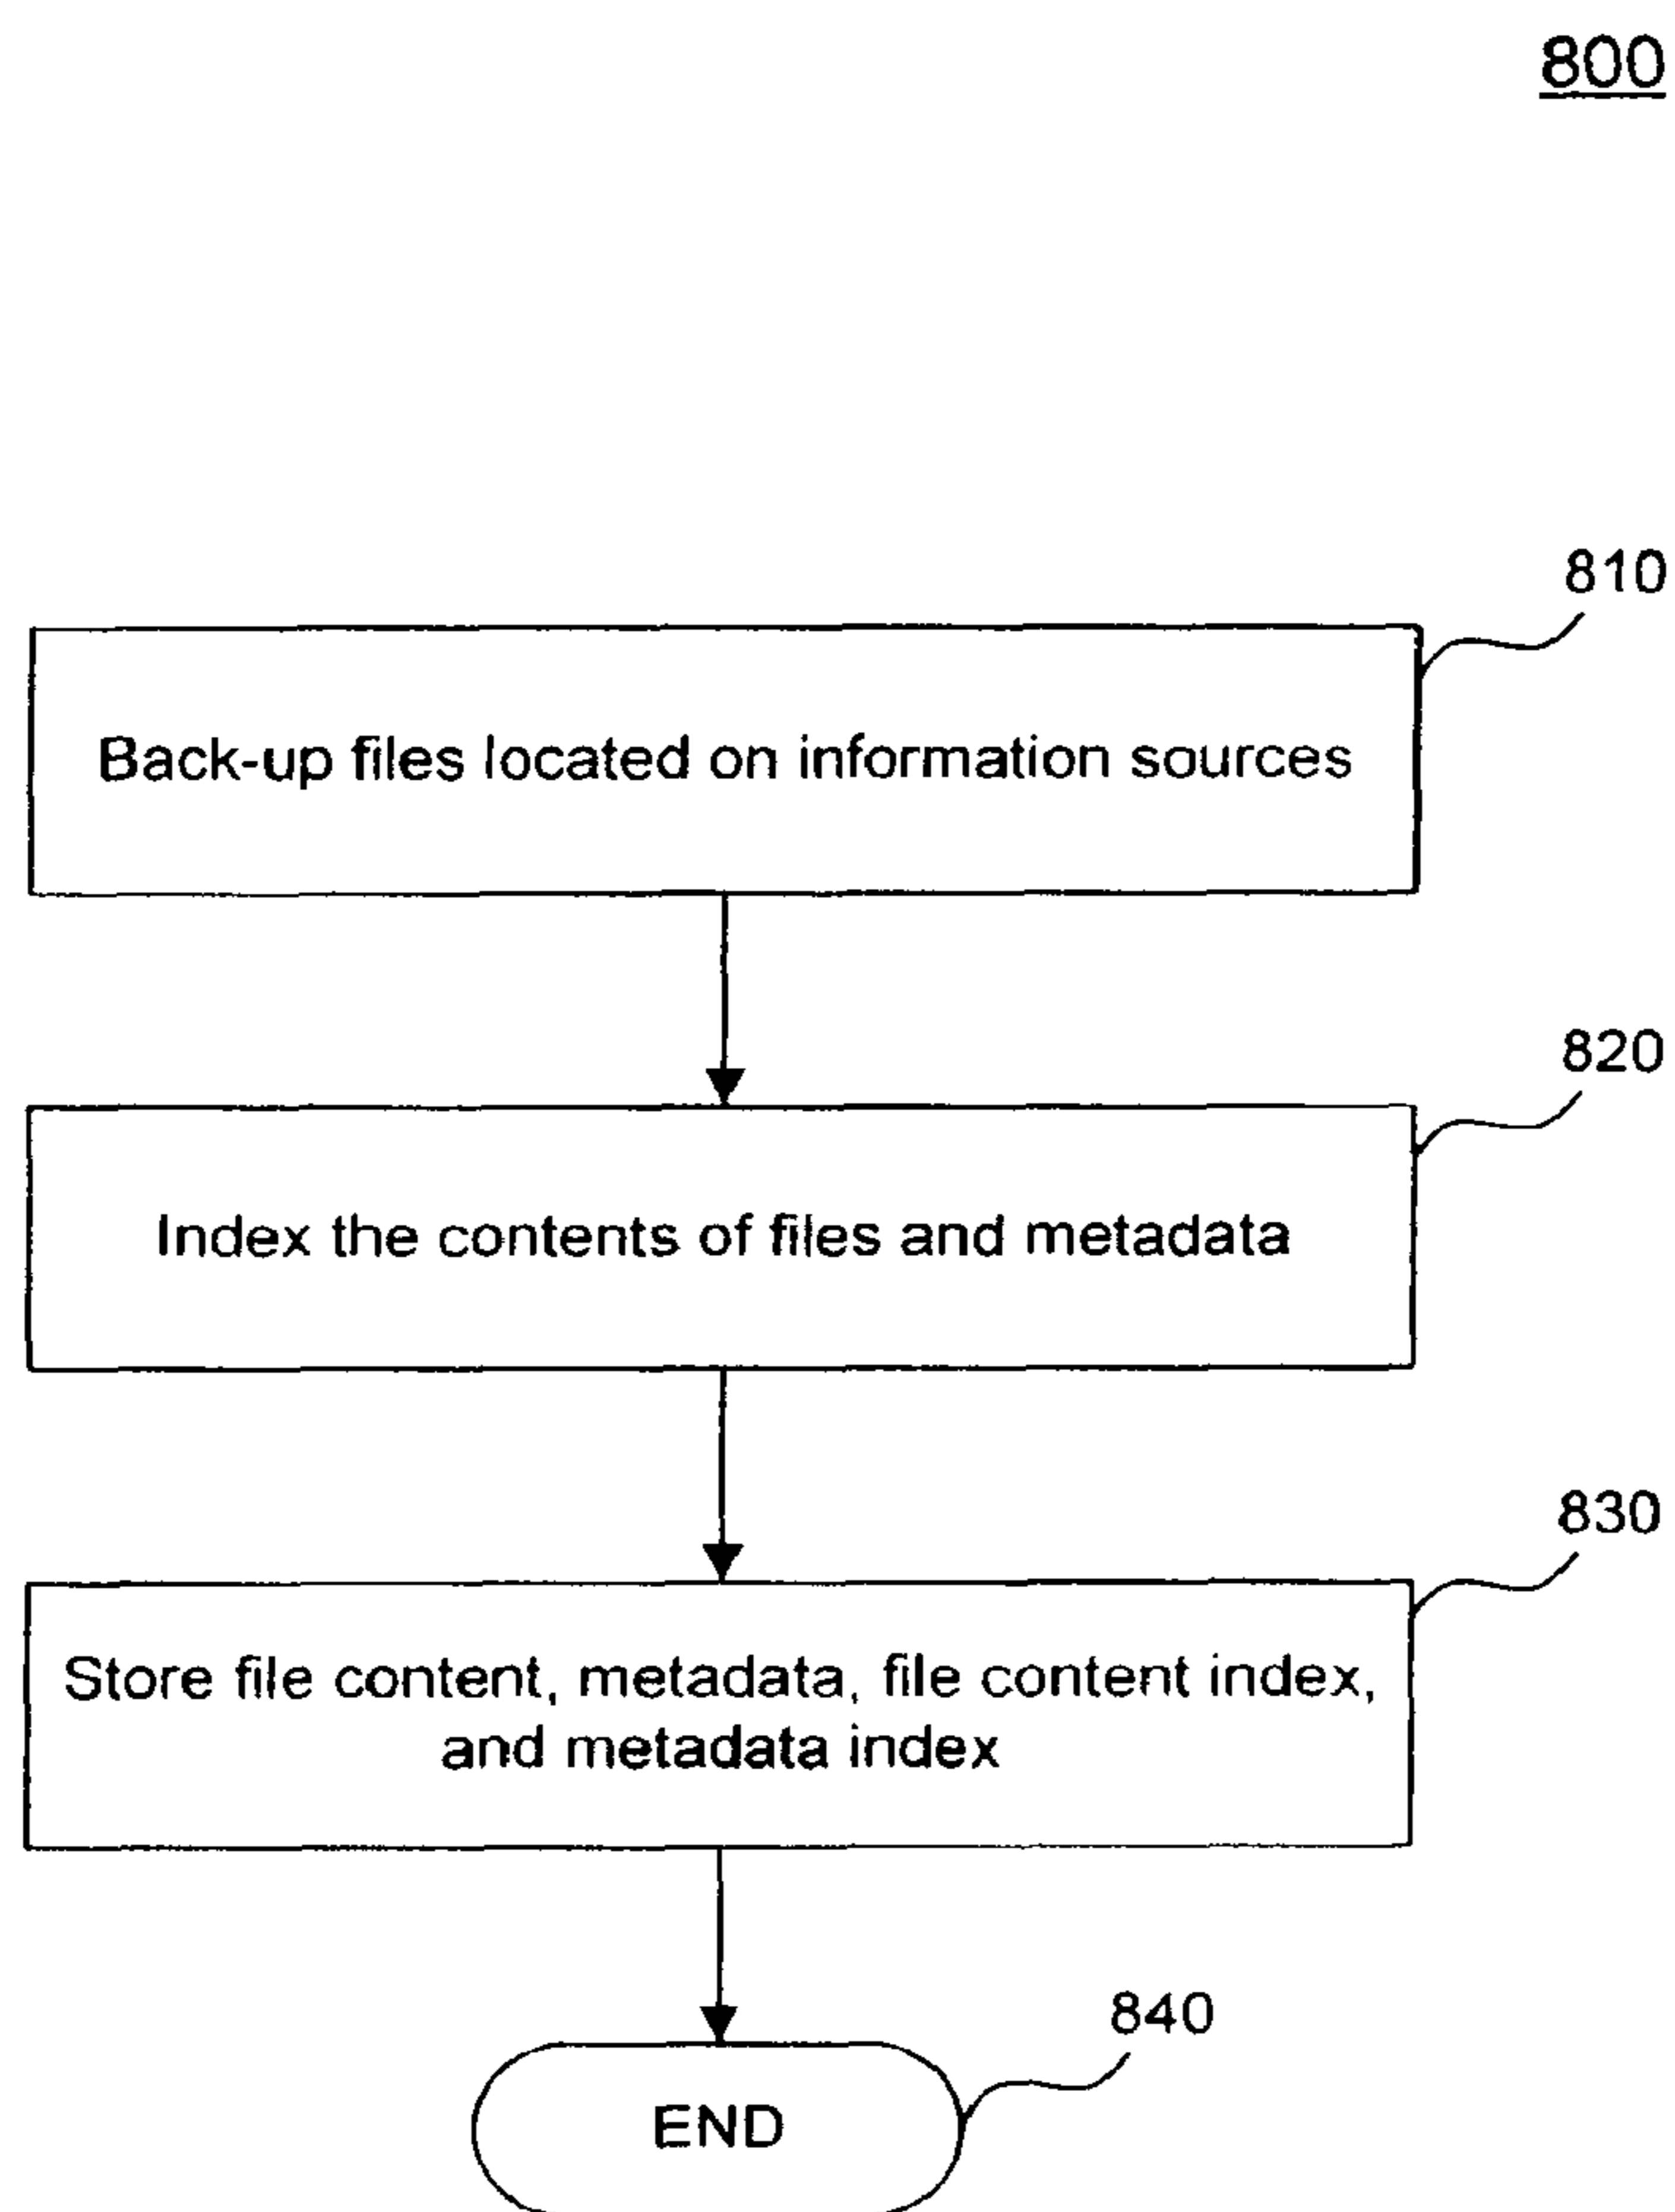 800
810
Back-up files located on information sources
820
Index the contents of files and metadata
830
Store file content, metadata, file content index,
and metadata index
840
END